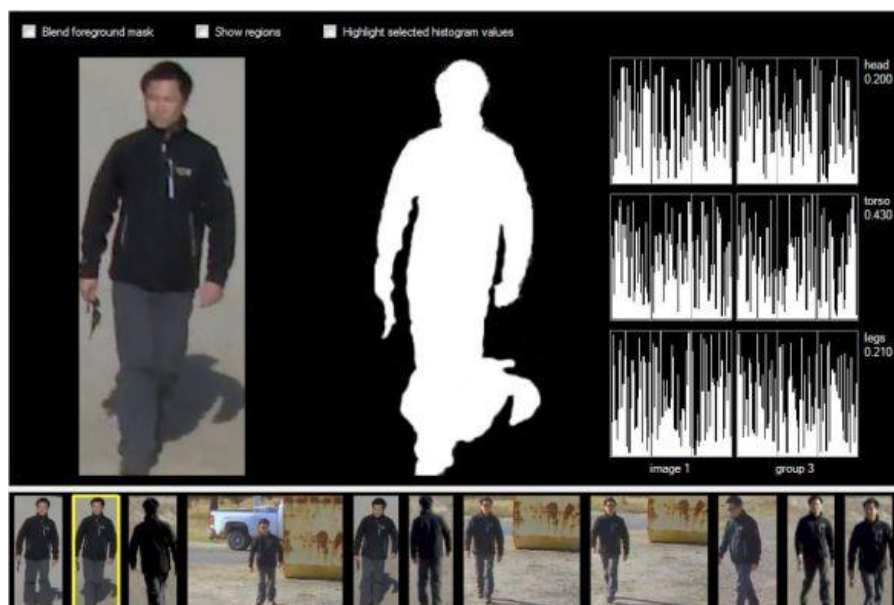 Blend foreground mask
Show regions
Highlight selected histogram values
head
0.200
torso
0.430
legs
0.210
image 1
group 3